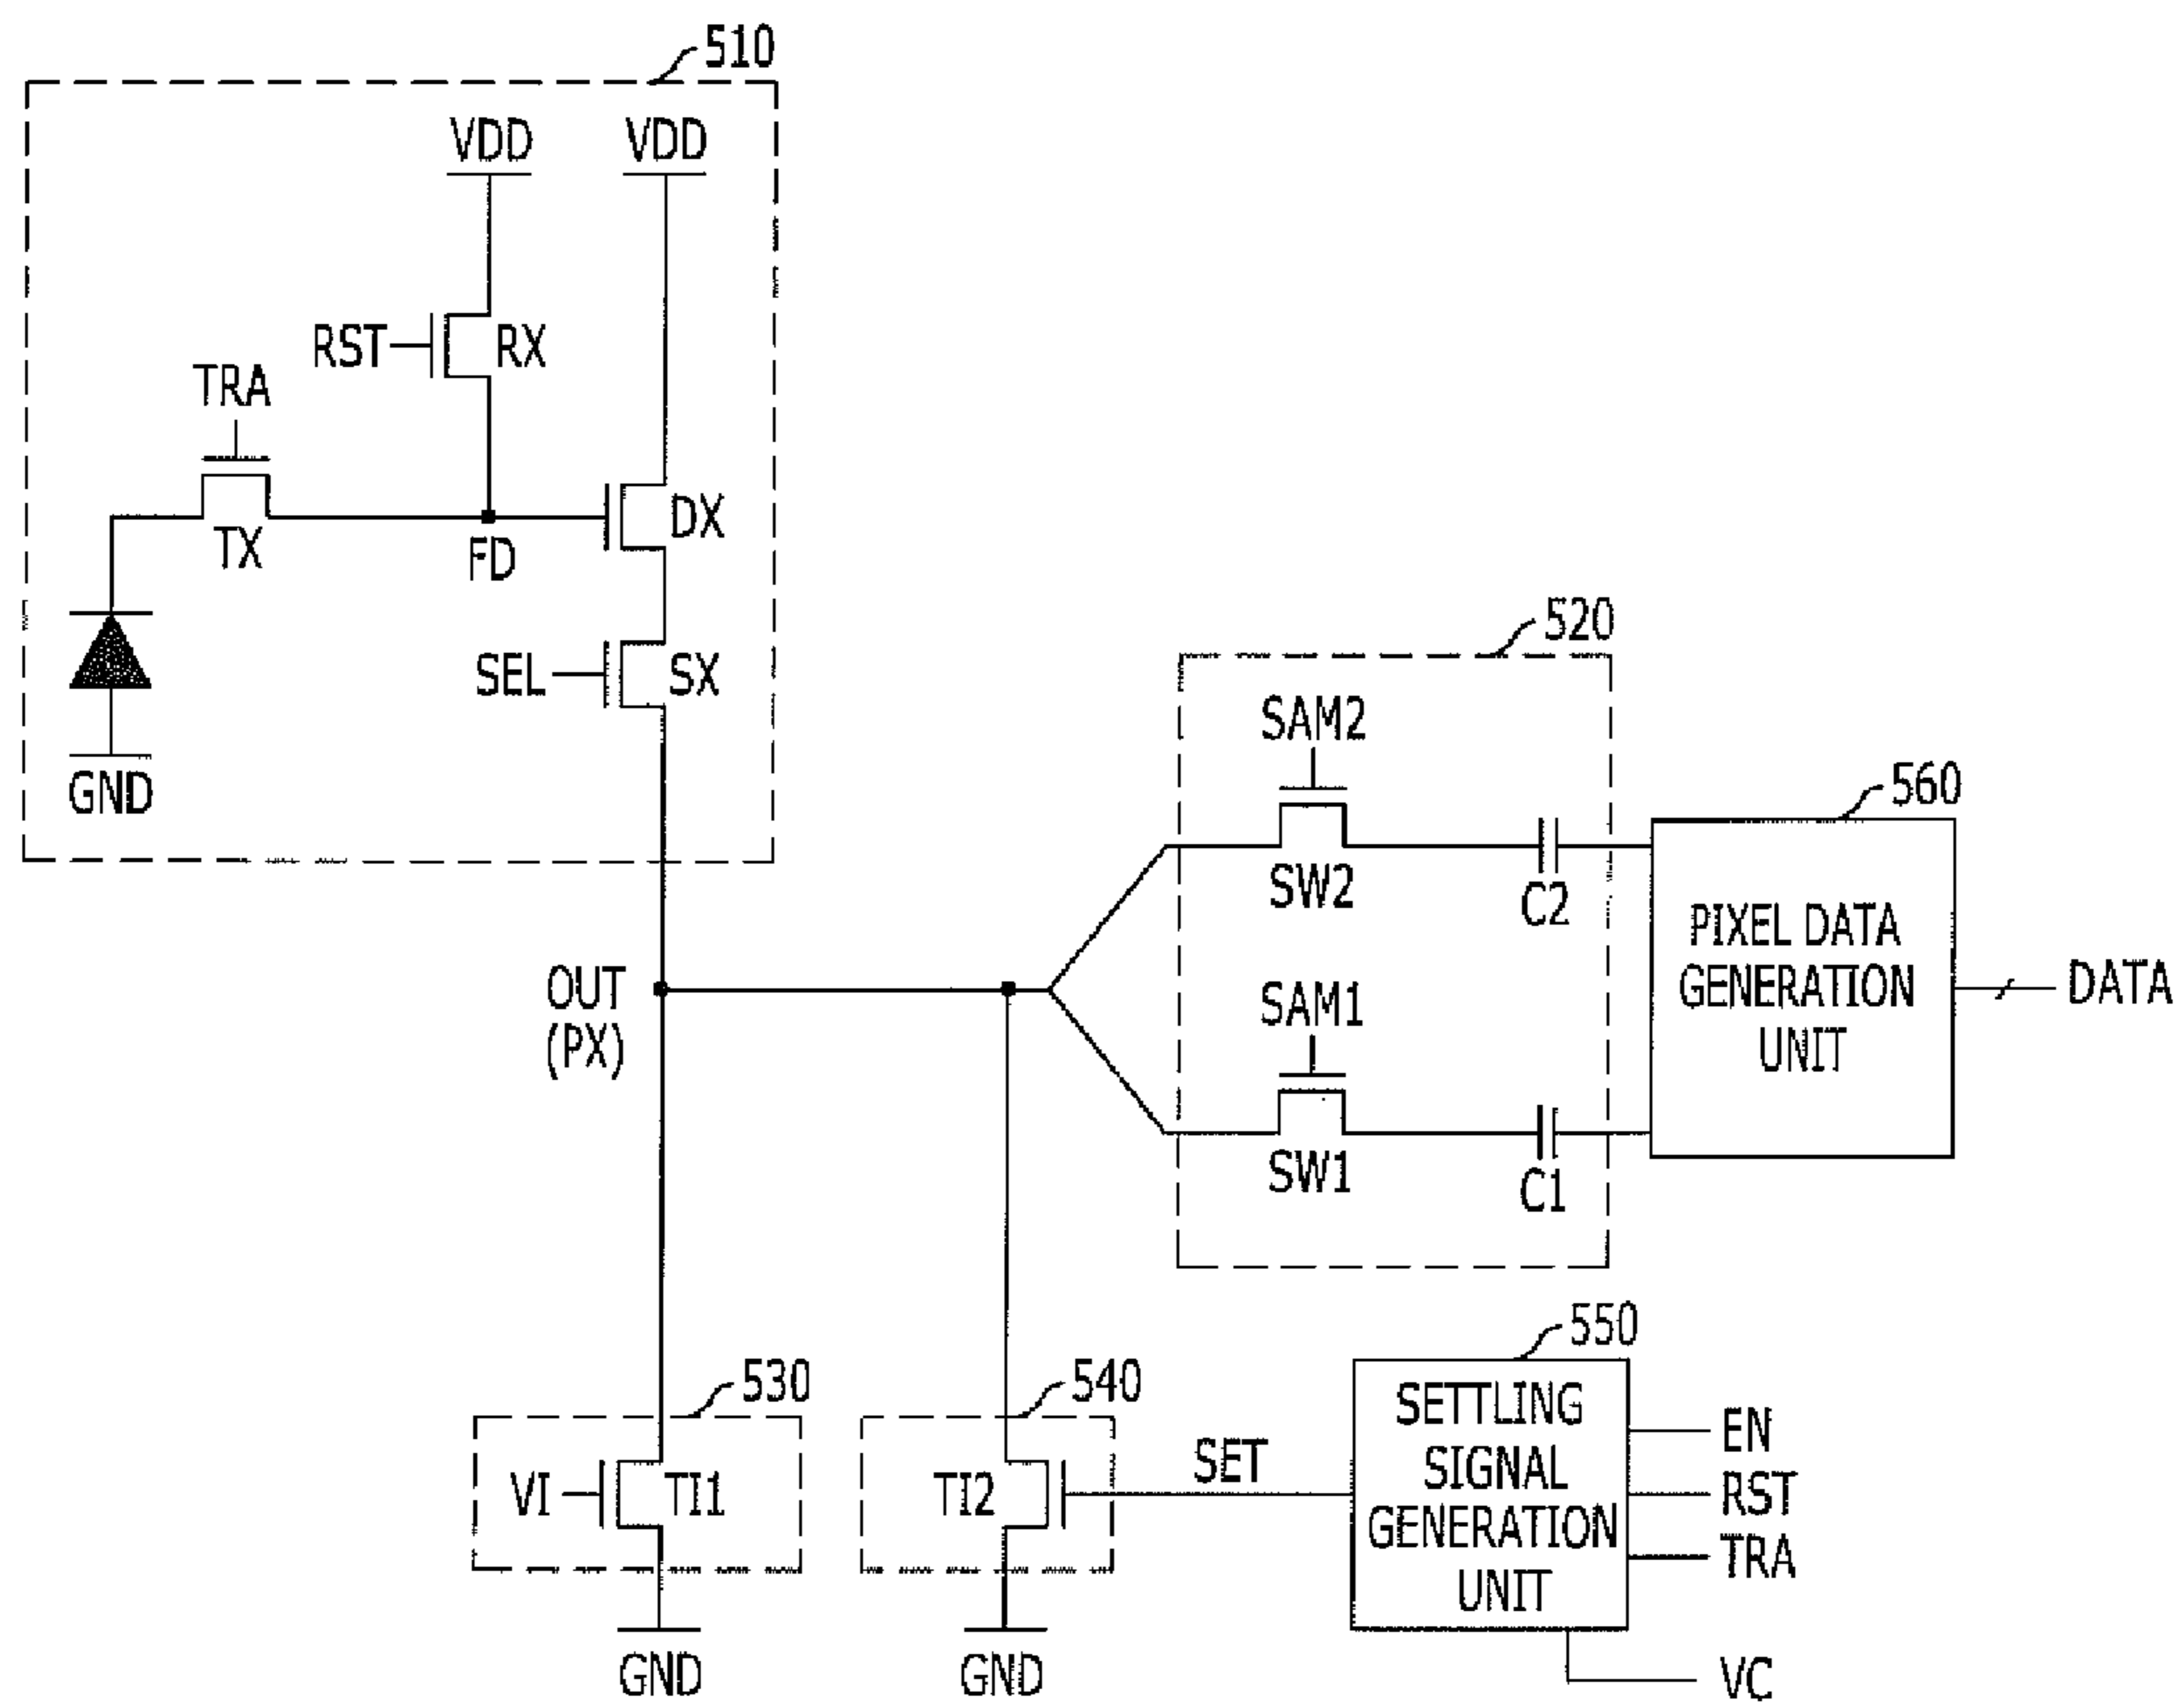 510
VDD
VDD
RST
RX
TRA
TX
FD
DX
SEL
SX
GND
520
SAM2
SW2
C2
560
PIXEL DATA
GENERATION
UNIT
DATA
OUT
(PX)
SAM1
SW1
C1
530
VI
TI1
GND
540
TI2
GND
SET
550
SETTLING
SIGNAL
GENERATION
UNIT
EN
RST
TRA
VC